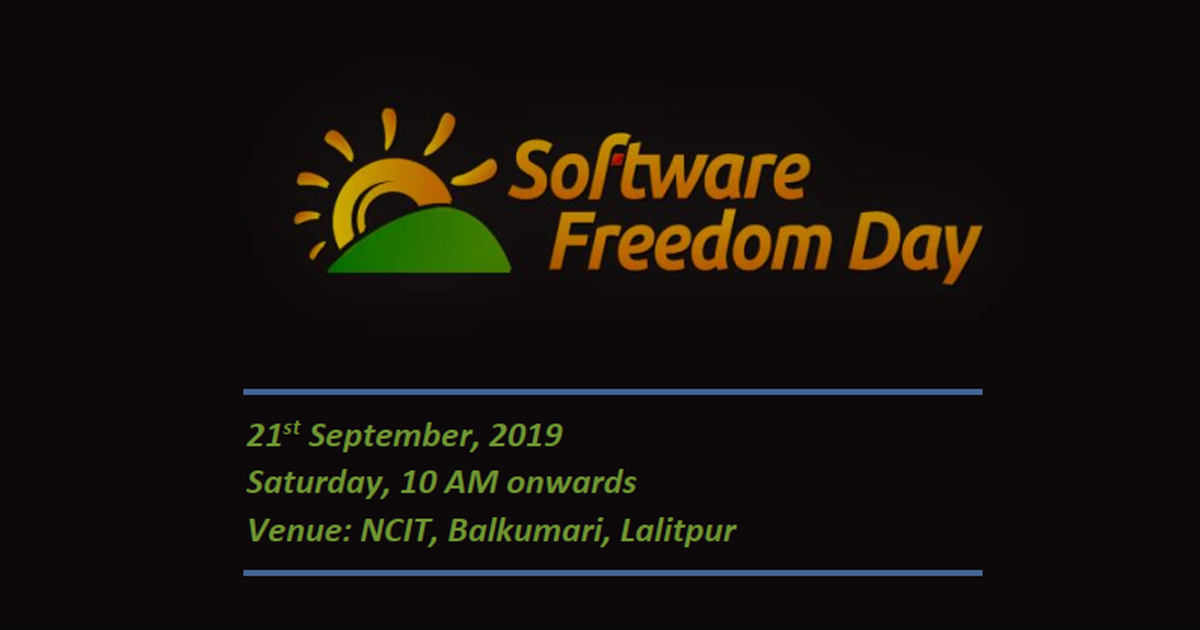 Software
Freedom Day
21st September, 2019
Saturday, 10 AM onwards
Venue: NCIT, Balkumari, Lalitpur